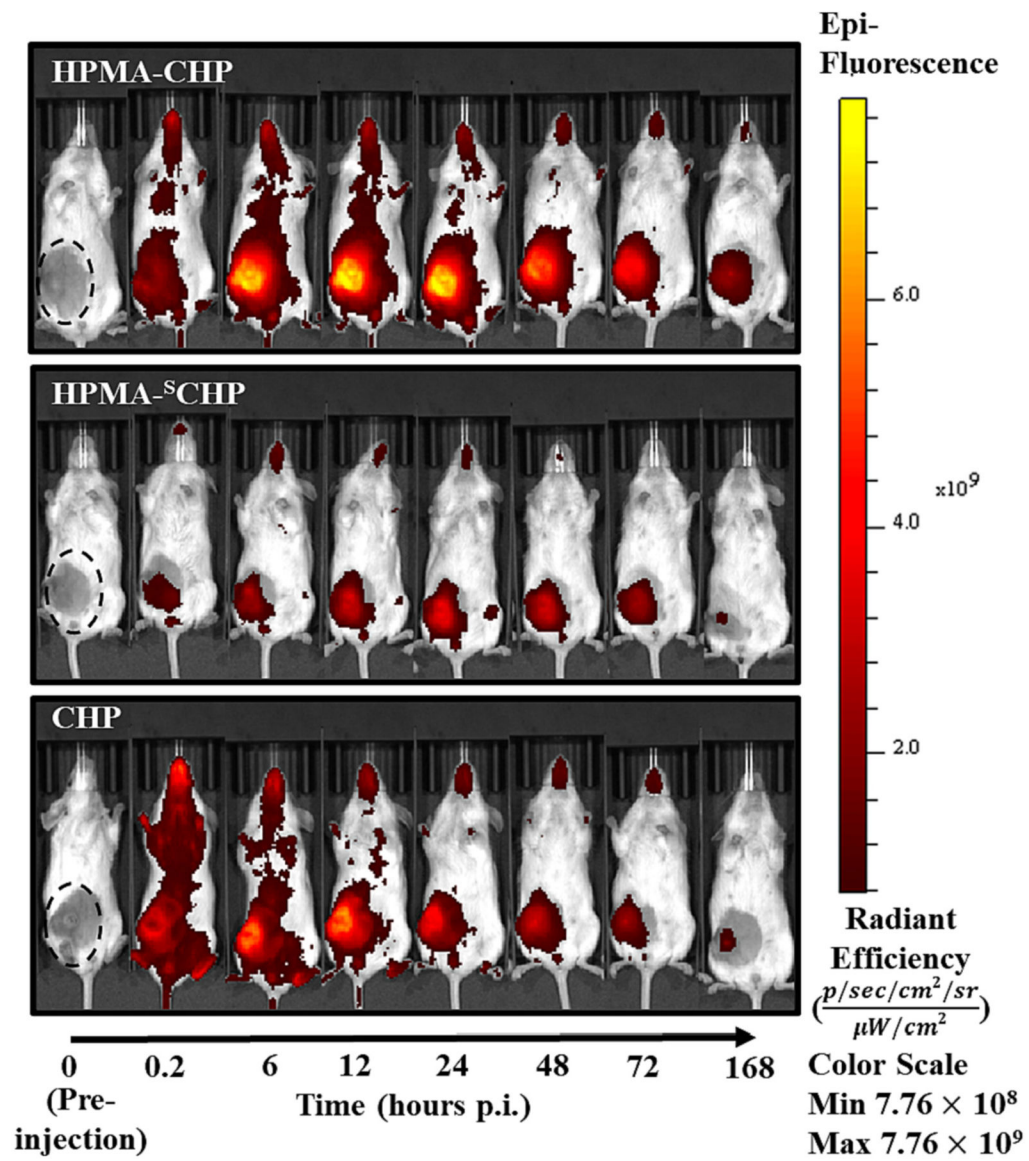 Epi-
Fluorescence
HPMA-CHP
6.0
x10⁹
4.0
2.0
HPMA-ˢCHP
CHP
Radiant
Efficiency
(p/sec/cm²/sr
μW/cm²)
0 0.2 6 12 24 48 72 168
(Pre-
injection)
Time (hours p.i.)
Color Scale
Min 7.76 × 10⁸
Max 7.76 × 10⁹